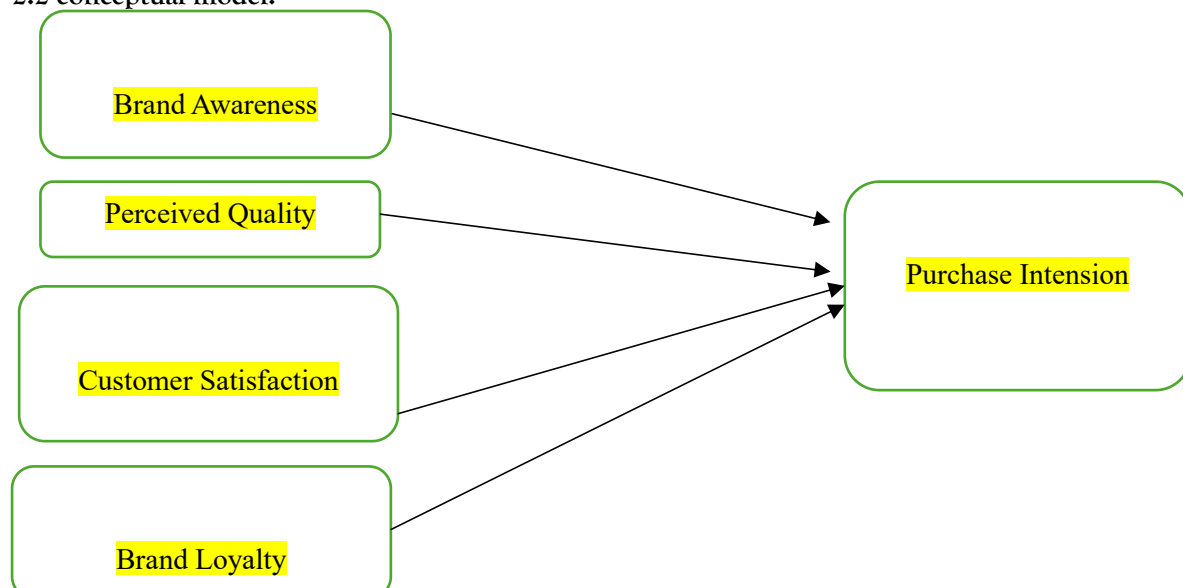 2.2 conceptual model.
Brand Awareness
Perceived Quality
Purchase Intension
Customer Satisfaction
Brand Loyalty